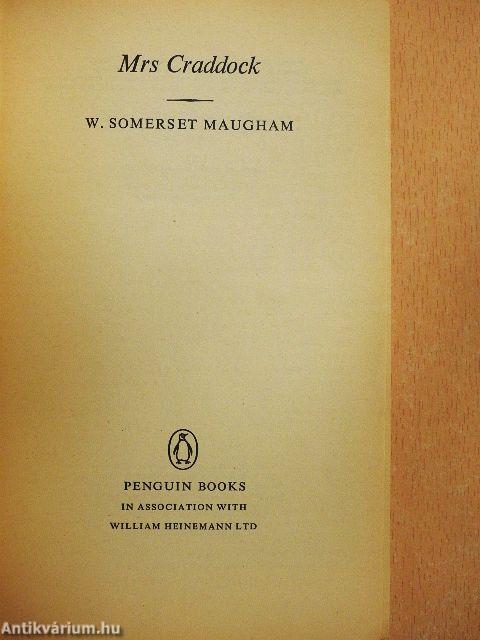 Mrs Craddock
W. SOMERSET MAUGHAM
PENGUIN BOOKS
IN ASSOCIATION WITH
WILLIAM HEINEMANN LTD
Antikvárium.hu